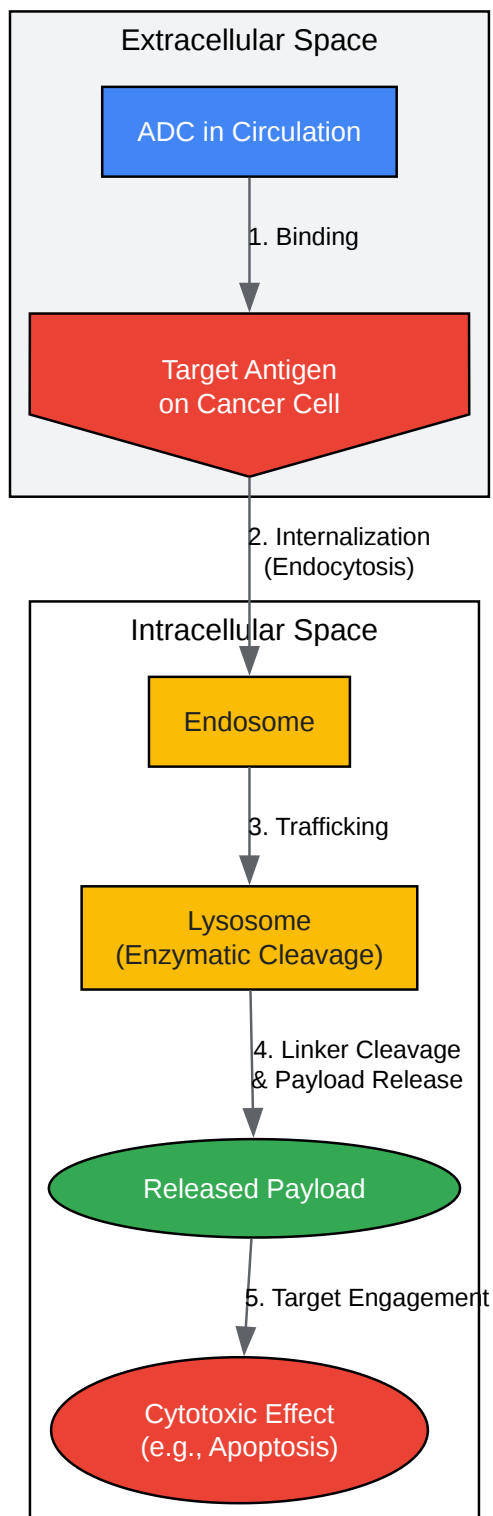 Extracellular Space
ADC in Circulation
1. Binding
Target Antigen
on Cancer Cell
2. Internalization
(Endocytosis)
Intracellular Space
Endosome
3. Trafficking
Lysosome
(Enzymatic Cleavage)
4. Linker Cleavage
& Payload Release
Released Payload
5. Target Engagement
Cytotoxic Effect
(e.g., Apoptosis)